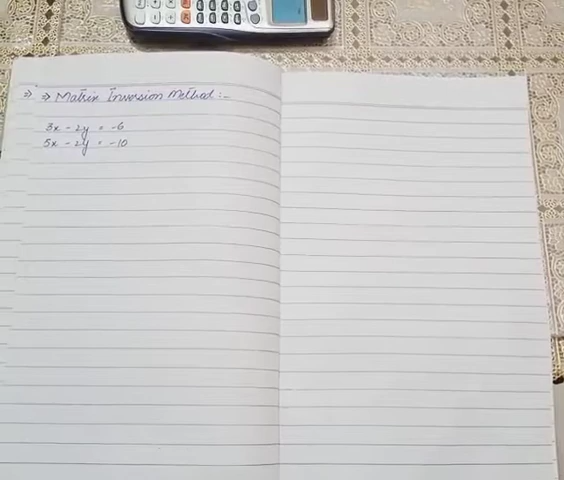 ⇒ ⇒ Matrix Inversion Method :-
3x - 2y = -6
5x - 2y = -10